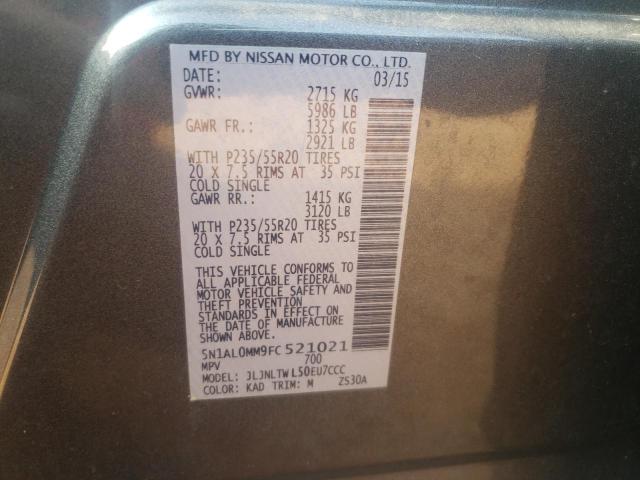 MFD BY NISSAN MOTOR CO., LTD.
DATE: 03/15
GVWR: 2715 KG
5986 LB
GAWR FR.: 1325 KG
2921 LB
WITH P235/55R20 TIRES
20 X 7.5 RIMS AT 35 PSI
COLD SINGLE
GAWR RR.: 1415 KG
3120 LB
WITH P235/55R20 TIRES
20 X 7.5 RIMS AT 35 PSI
COLD SINGLE
THIS VEHICLE CONFORMS TO
ALL APPLICABLE FEDERAL
MOTOR VEHICLE SAFETY AND
THEFT PREVENTION
STANDARDS IN EFFECT ON
THE DATE OF MANUFACTURE
SHOWN ABOVE.
5N1AL0MM9FC 521021
MPV 700
MODEL: JLJNLTWL50EU7CCC
COLOR: KAD TRIM: M ZS30A